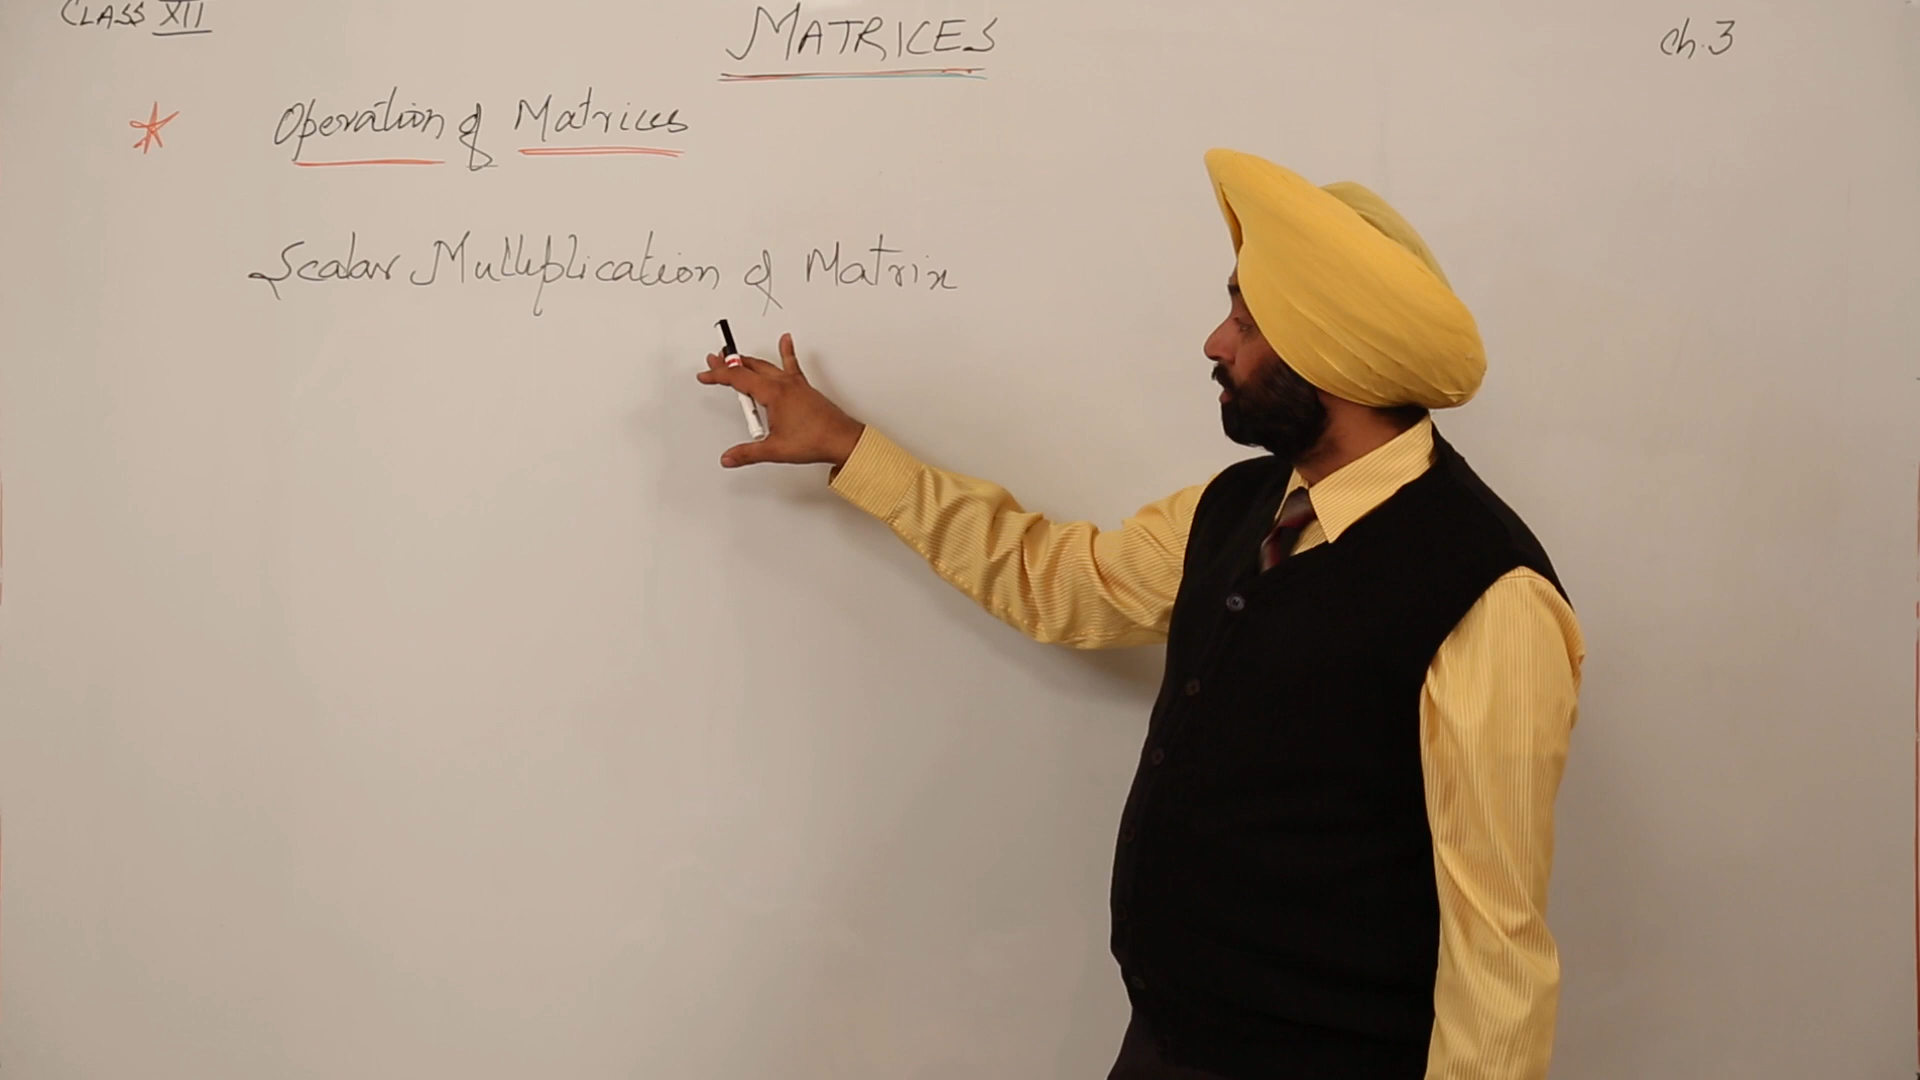 CLASS XII
MATRICES
Ch.3
* Operation of Matrices
Scalar Multiplication of Matrix